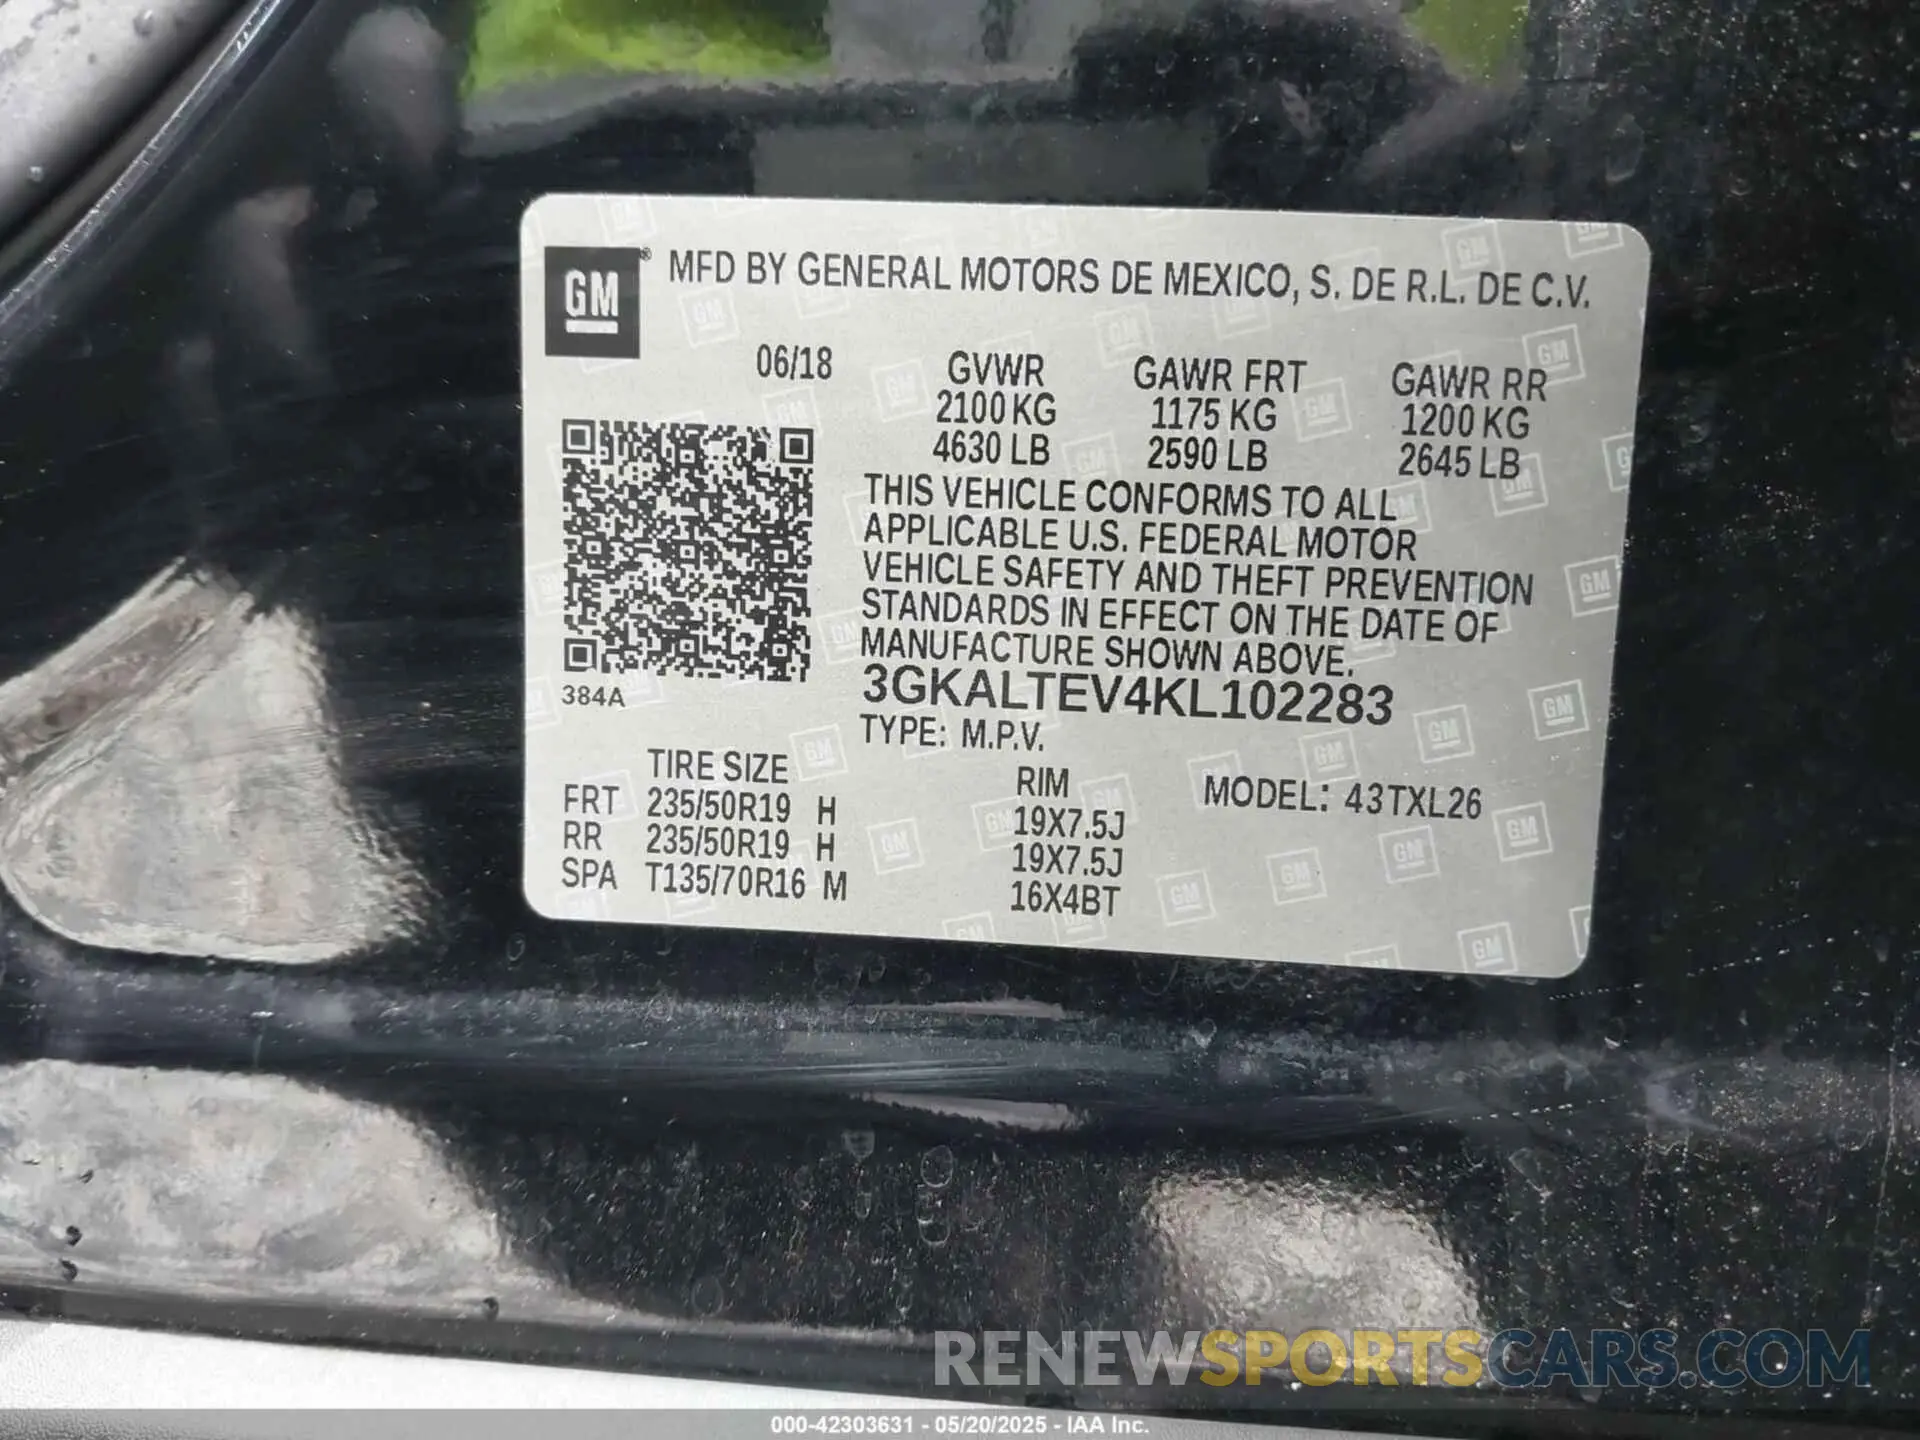 GM® MFD BY GENERAL MOTORS DE MEXICO, S. DE R.L. DE C.V.
06/18 GVWR GAWR FRT GAWR RR
2100 KG 1175 KG 1200 KG
4630 LB 2590 LB 2645 LB
THIS VEHICLE CONFORMS TO ALL
APPLICABLE U.S. FEDERAL MOTOR
VEHICLE SAFETY AND THEFT PREVENTION
STANDARDS IN EFFECT ON THE DATE OF
MANUFACTURE SHOWN ABOVE.
384A 3GKALTEV4KL102283
TYPE: M.P.V.
TIRE SIZE RIM MODEL: 43TXL26
FRT 235/50R19 H 19X7.5J
RR 235/50R19 H 19X7.5J
SPA T135/70R16 M 16X4BT
RENEWSPORTSCARS.COM
000-42303631 - 05/20/2025 - IAA Inc.